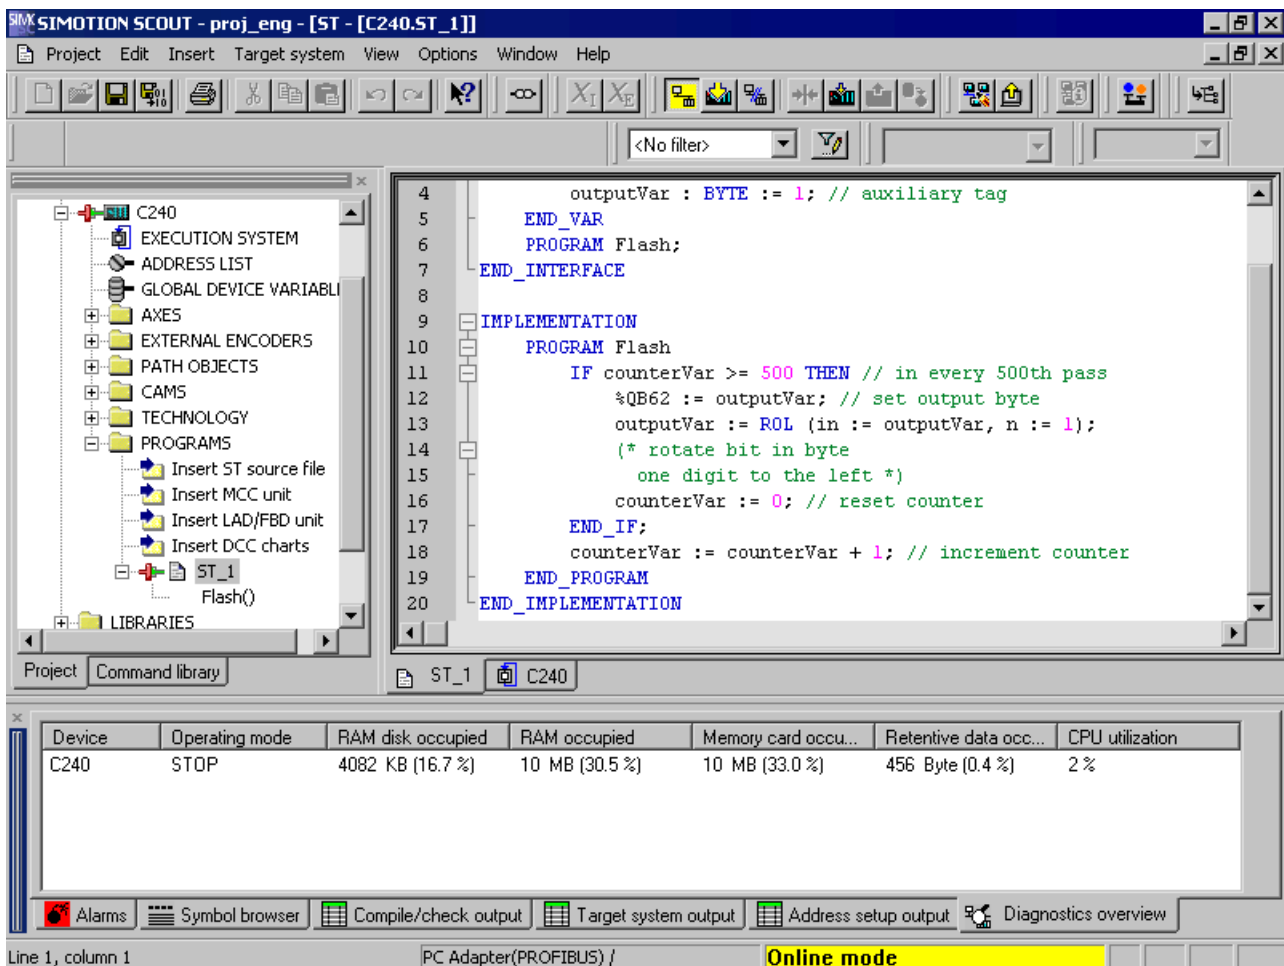 SIMOTION SCOUT - proj_eng - [ST - [C240.ST_1]]
Project Edit Insert Target system View Options Window Help
<No filter>
C240
EXECUTION SYSTEM
ADDRESS LIST
GLOBAL DEVICE VARIABL
AXES
EXTERNAL ENCODERS
PATH OBJECTS
CAMS
TECHNOLOGY
PROGRAMS
Insert ST source file
Insert MCC unit
Insert LAD/FBD unit
Insert DCC charts
ST_1
Flash()
LIBRARIES
Project Command library
4 outputVar : BYTE := 1; // auxiliary tag
5 END_VAR
6 PROGRAM Flash;
7 END_INTERFACE
8
9 IMPLEMENTATION
10 PROGRAM Flash
11 IF counterVar >= 500 THEN // in every 500th pass
12 %QB62 := outputVar; // set output byte
13 outputVar := ROL (in := outputVar, n := 1);
14 (* rotate bit in byte
15 one digit to the left *)
16 counterVar := 0; // reset counter
17 END_IF;
18 counterVar := counterVar + 1; // increment counter
19 END_PROGRAM
20 END_IMPLEMENTATION
ST_1 C240
Device Operating mode RAM disk occupied RAM occupied Memory card occu... Retentive data occ... CPU utilization
C240 STOP 4082 KB (16.7 %) 10 MB (30.5 %) 10 MB (33.0 %) 456 Byte (0.4 %) 2 %
Alarms Symbol browser Compile/check output Target system output Address setup output Diagnostics overview
Line 1, column 1 PC Adapter(PROFIBUS) / Online mode